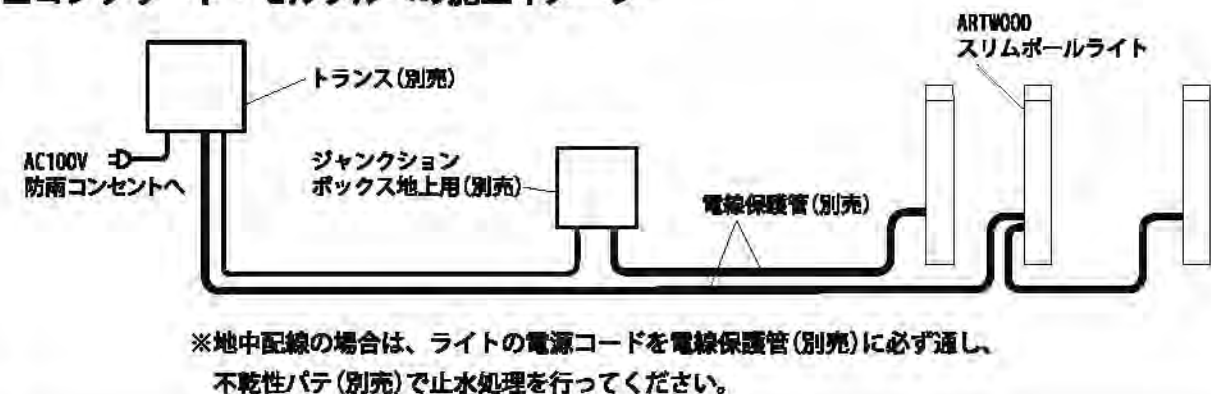 ARTWOOD
スリムポールライト
トランス(別売)
AC100V
防雨コンセントへ
ジャンクション
ボックス地上用(別売)
電線保護管(別売)
※地中配線の場合は、ライトの電源コードを電線保護管(別売)に必ず通し、
不乾性パテ(別売)で止水処理を行ってください。